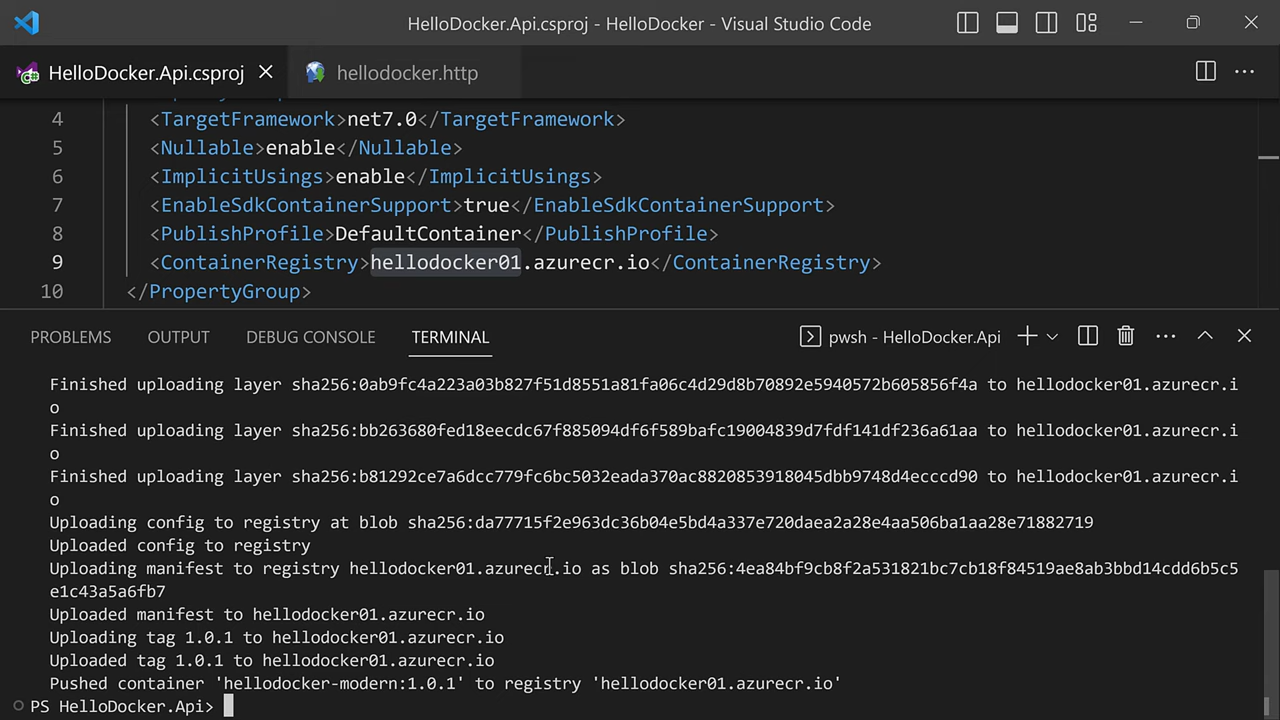 HelloDocker.Api.csproj - HelloDocker - Visual Studio Code
HelloDocker.Api.csproj
hellodocker.http
4 <TargetFramework>net7.0</TargetFramework>
5 <Nullable>enable</Nullable>
6 <ImplicitUsings>enable</ImplicitUsings>
7 <EnableSdkContainerSupport>true</EnableSdkContainerSupport>
8 <PublishProfile>DefaultContainer</PublishProfile>
9 <ContainerRegistry>hellodocker01.azurecr.io</ContainerRegistry>
10 </PropertyGroup>
PROBLEMS OUTPUT DEBUG CONSOLE TERMINAL pwsh - HelloDocker.Api
Finished uploading layer sha256:0ab9fc4a223a03b827f51d8551a81fa06c4d29d8b70892e5940572b605856f4a to hellodocker01.azurecr.i
o
Finished uploading layer sha256:bb263680fed18eecdc67f885094df6f589bafc19004839d7fdf141df236a61aa to hellodocker01.azurecr.i
o
Finished uploading layer sha256:b81292ce7a6dcc779fc6bc5032eada370ac8820853918045dbb9748d4ecccd90 to hellodocker01.azurecr.i
o
Uploading config to registry at blob sha256:da77715f2e963dc36b04e5bd4a337e720daea2a28e4aa506ba1aa28e71882719
Uploaded config to registry
Uploading manifest to registry hellodocker01.azurecr.io as blob sha256:4ea84bf9cb8f2a531821bc7cb18f84519ae8ab3bbd14cdd6b5c5
e1c43a5a6fb7
Uploaded manifest to hellodocker01.azurecr.io
Uploading tag 1.0.1 to hellodocker01.azurecr.io
Uploaded tag 1.0.1 to hellodocker01.azurecr.io
Pushed container 'hellodocker-modern:1.0.1' to registry 'hellodocker01.azurecr.io'
PS HelloDocker.Api>